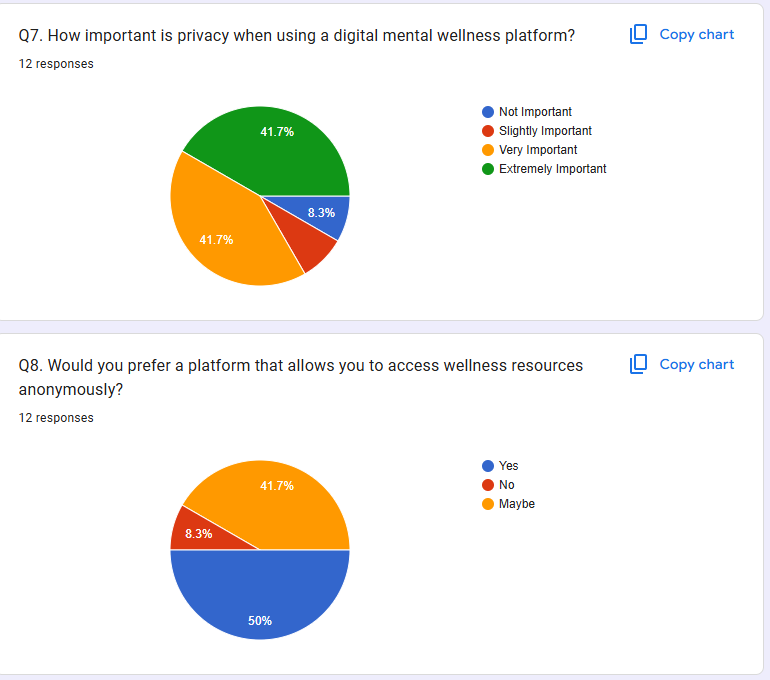 Q7. How important is privacy when using a digital mental wellness platform?
Copy chart
12 responses
Not Important
Slightly Important
Very Important
Extremely Important
41.7%
8.3%
41.7%
Q8. Would you prefer a platform that allows you to access wellness resources
anonymously?
Copy chart
12 responses
Yes
No
Maybe
41.7%
8.3%
50%